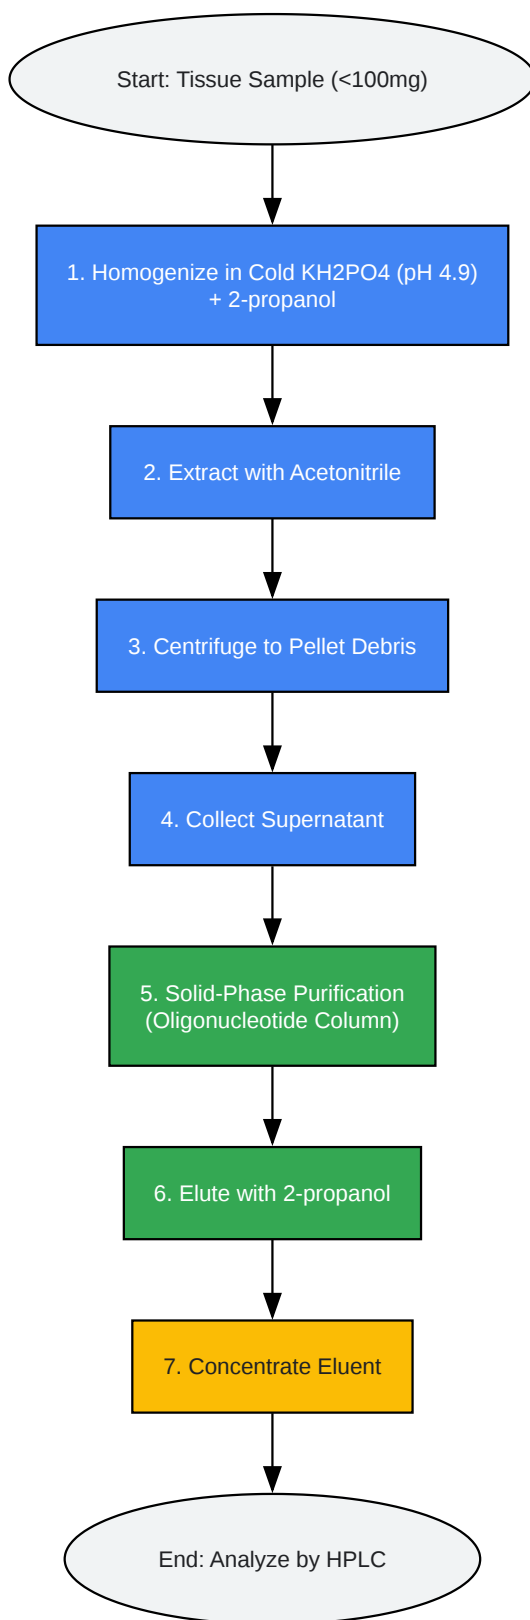 Start: Tissue Sample (<100mg)
1. Homogenize in Cold KH2PO4 (pH 4.9)
+ 2-propanol
2. Extract with Acetonitrile
3. Centrifuge to Pellet Debris
4. Collect Supernatant
5. Solid-Phase Purification
(Oligonucleotide Column)
6. Elute with 2-propanol
7. Concentrate Eluent
End: Analyze by HPLC